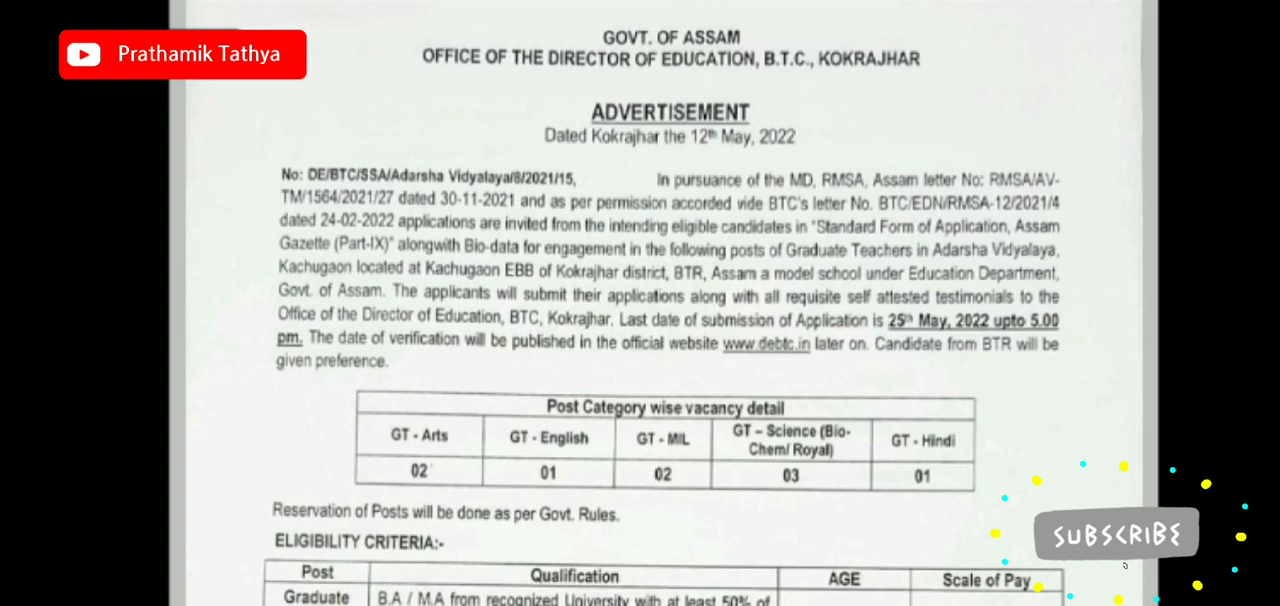 Prathamik Tathya
GOVT. OF ASSAM
OFFICE OF THE DIRECTOR OF EDUCATION, B.T.C., KOKRAJHAR
ADVERTISEMENT
Dated Kokrajhar the 12th May, 2022
No: DE/BTC/SSA/Adarsha Vidyalaya/8/2021/15, In pursuance of the MD, RMSA, Assam letter No: RMSA/AV-
TM/1564/2021/27 dated 30-11-2021 and as per permission accorded vide BTC's letter No. BTC/EDN/RMSA-12/2021/4
dated 24-02-2022 applications are invited from the intending eligible candidates in "Standard Form of Application, Assam
Gazette (Part-IX)" alongwith Bio-data for engagement in the following posts of Graduate Teachers in Adarsha Vidyalaya,
Kachugaon located at Kachugaon EBB of Kokrajhar district, BTR, Assam a model school under Education Department,
Govt. of Assam. The applicants will submit their applications along with all requisite self attested testimonials to the
Office of the Director of Education, BTC, Kokrajhar. Last date of submission of Application is 25th May, 2022 upto 5.00
pm. The date of verification will be published in the official website www.debtc.in later on. Candidate from BTR will be
given preference.
Post Category wise vacancy detail
GT - Arts GT - English GT - MIL GT – Science (Bio-
Chem/ Royal) GT - Hindi
02 01 02 03 01
Reservation of Posts will be done as per Govt. Rules.
SUBSCRIBE
ELIGIBILITY CRITERIA:-
Post Qualification AGE Scale of Pay
Graduate B.A / M.A from recognized University with at least 50% of